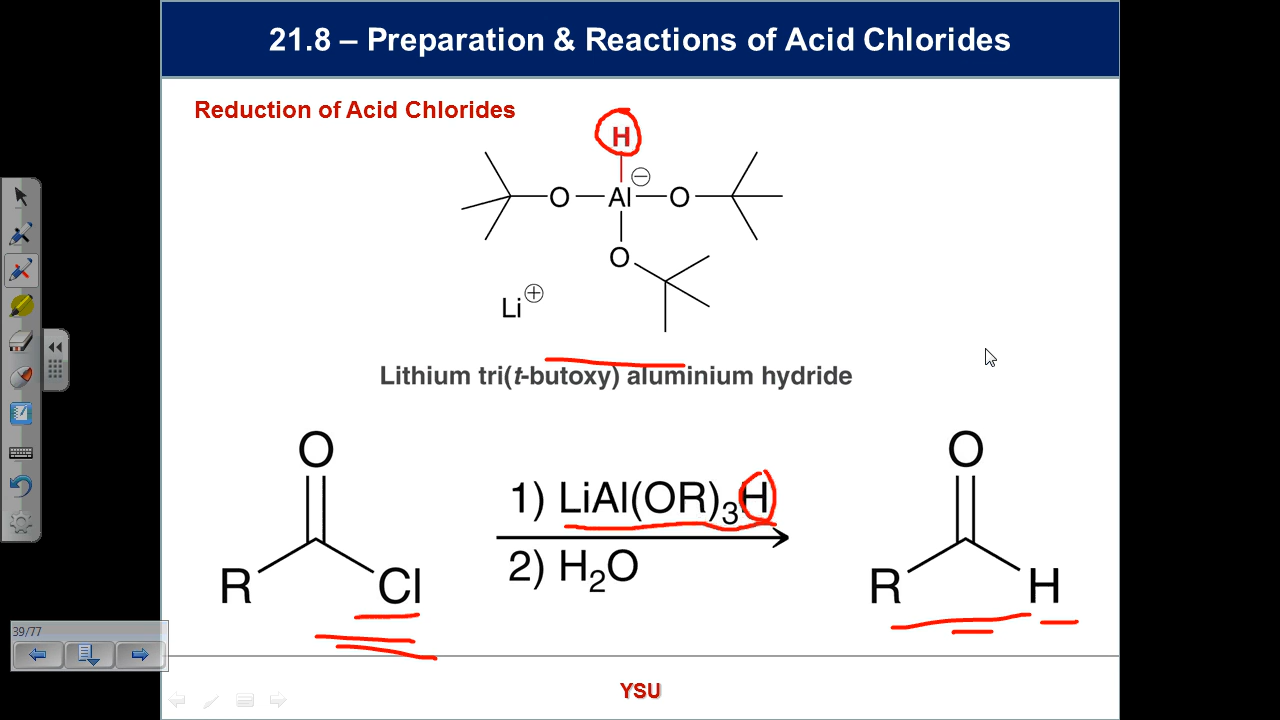 21.8 – Preparation & Reactions of Acid Chlorides
Reduction of Acid Chlorides
H
O Al ⊖ O
O
Li ⊕
Lithium tri(t-butoxy) aluminium hydride
O
1) LiAl(OR)₃H
2) H₂O
R Cl
O
R H
39/77
YSU